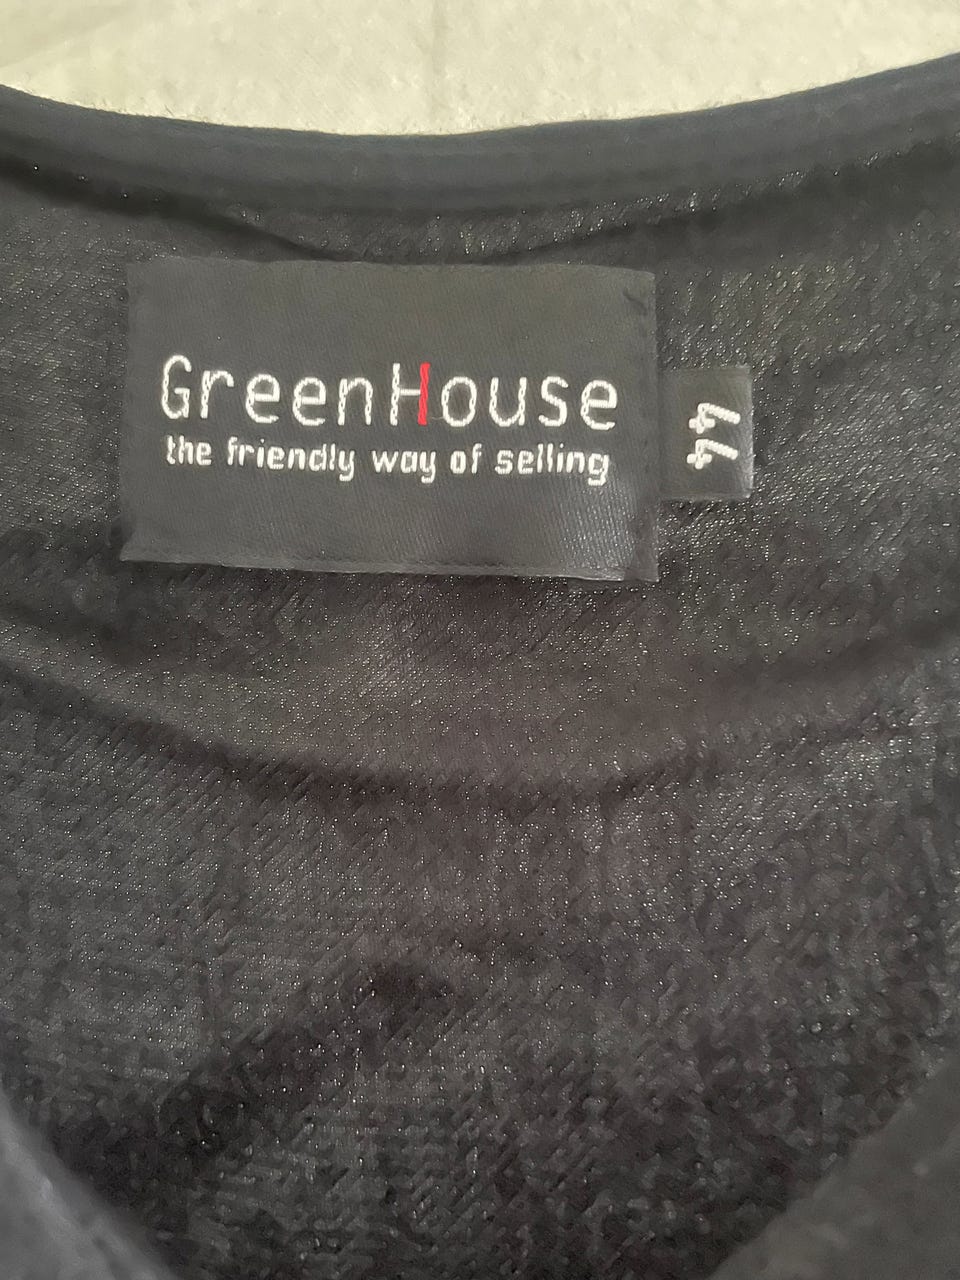 GreenHouse
the friendly way of selling
44